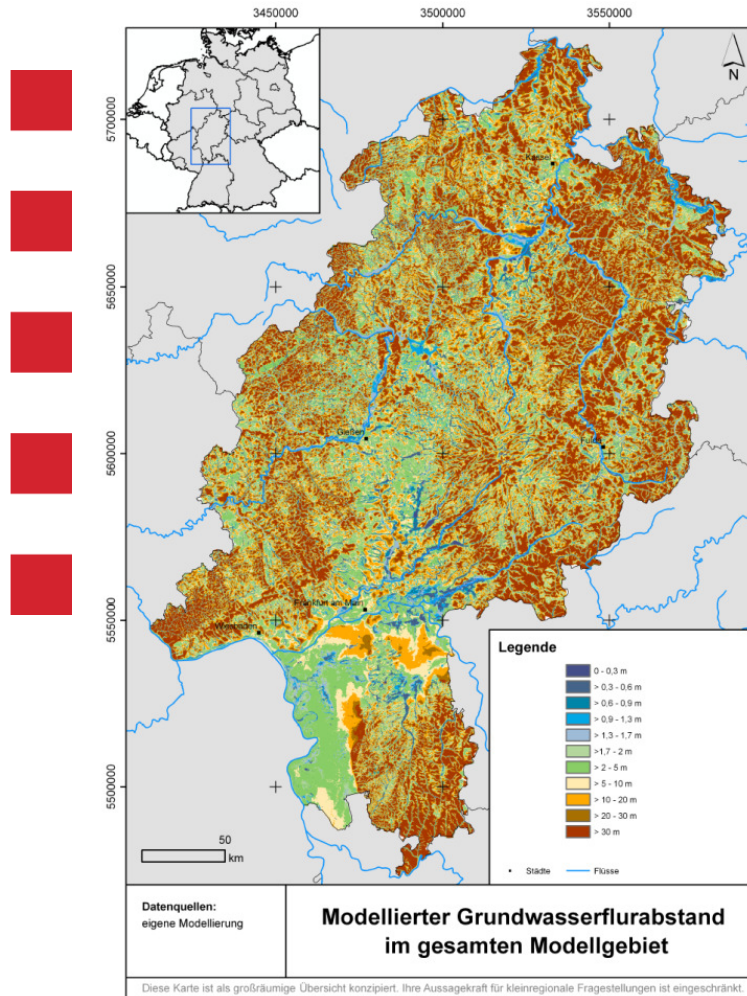 3450000 3500000 3550000
N
5700000
5650000
5600000
5550000
5500000
Kassel
Gießen
Fulda
Frankfurt am Main
Wiesbaden
Legende
0 - 0,3 m
> 0,3 - 0,6 m
> 0,6 - 0,9 m
> 0,9 - 1,3 m
> 1,3 - 1,7 m
>1,7 - 2 m
> 2 - 5 m
> 5 - 10 m
> 10 - 20 m
> 20 - 30 m
> 30 m
Städte Flüsse
50
km
Datenquellen:
eigene Modellierung
Modellierter Grundwasserflurabstand
im gesamten Modellgebiet
Diese Karte ist als großräumige Übersicht konzipiert. Ihre Aussagekraft für kleinregionale Fragestellungen ist eingeschränkt.